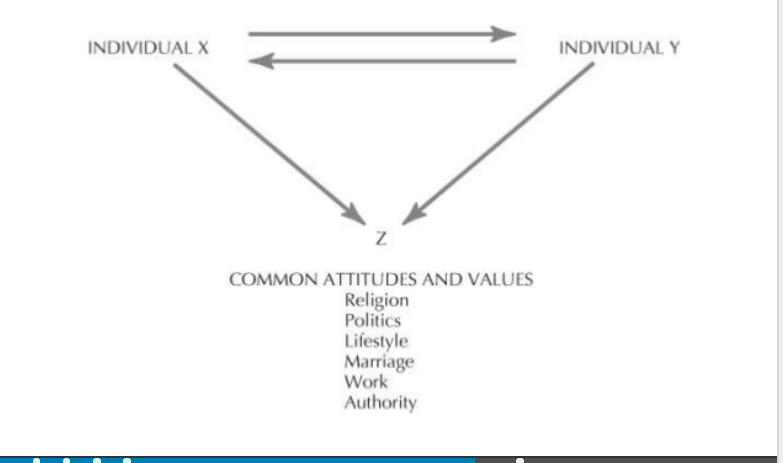 INDIVIDUAL X
INDIVIDUAL Y
Z
COMMON ATTITUDES AND VALUES
Religion
Politics
Lifestyle
Marriage
Work
Authority